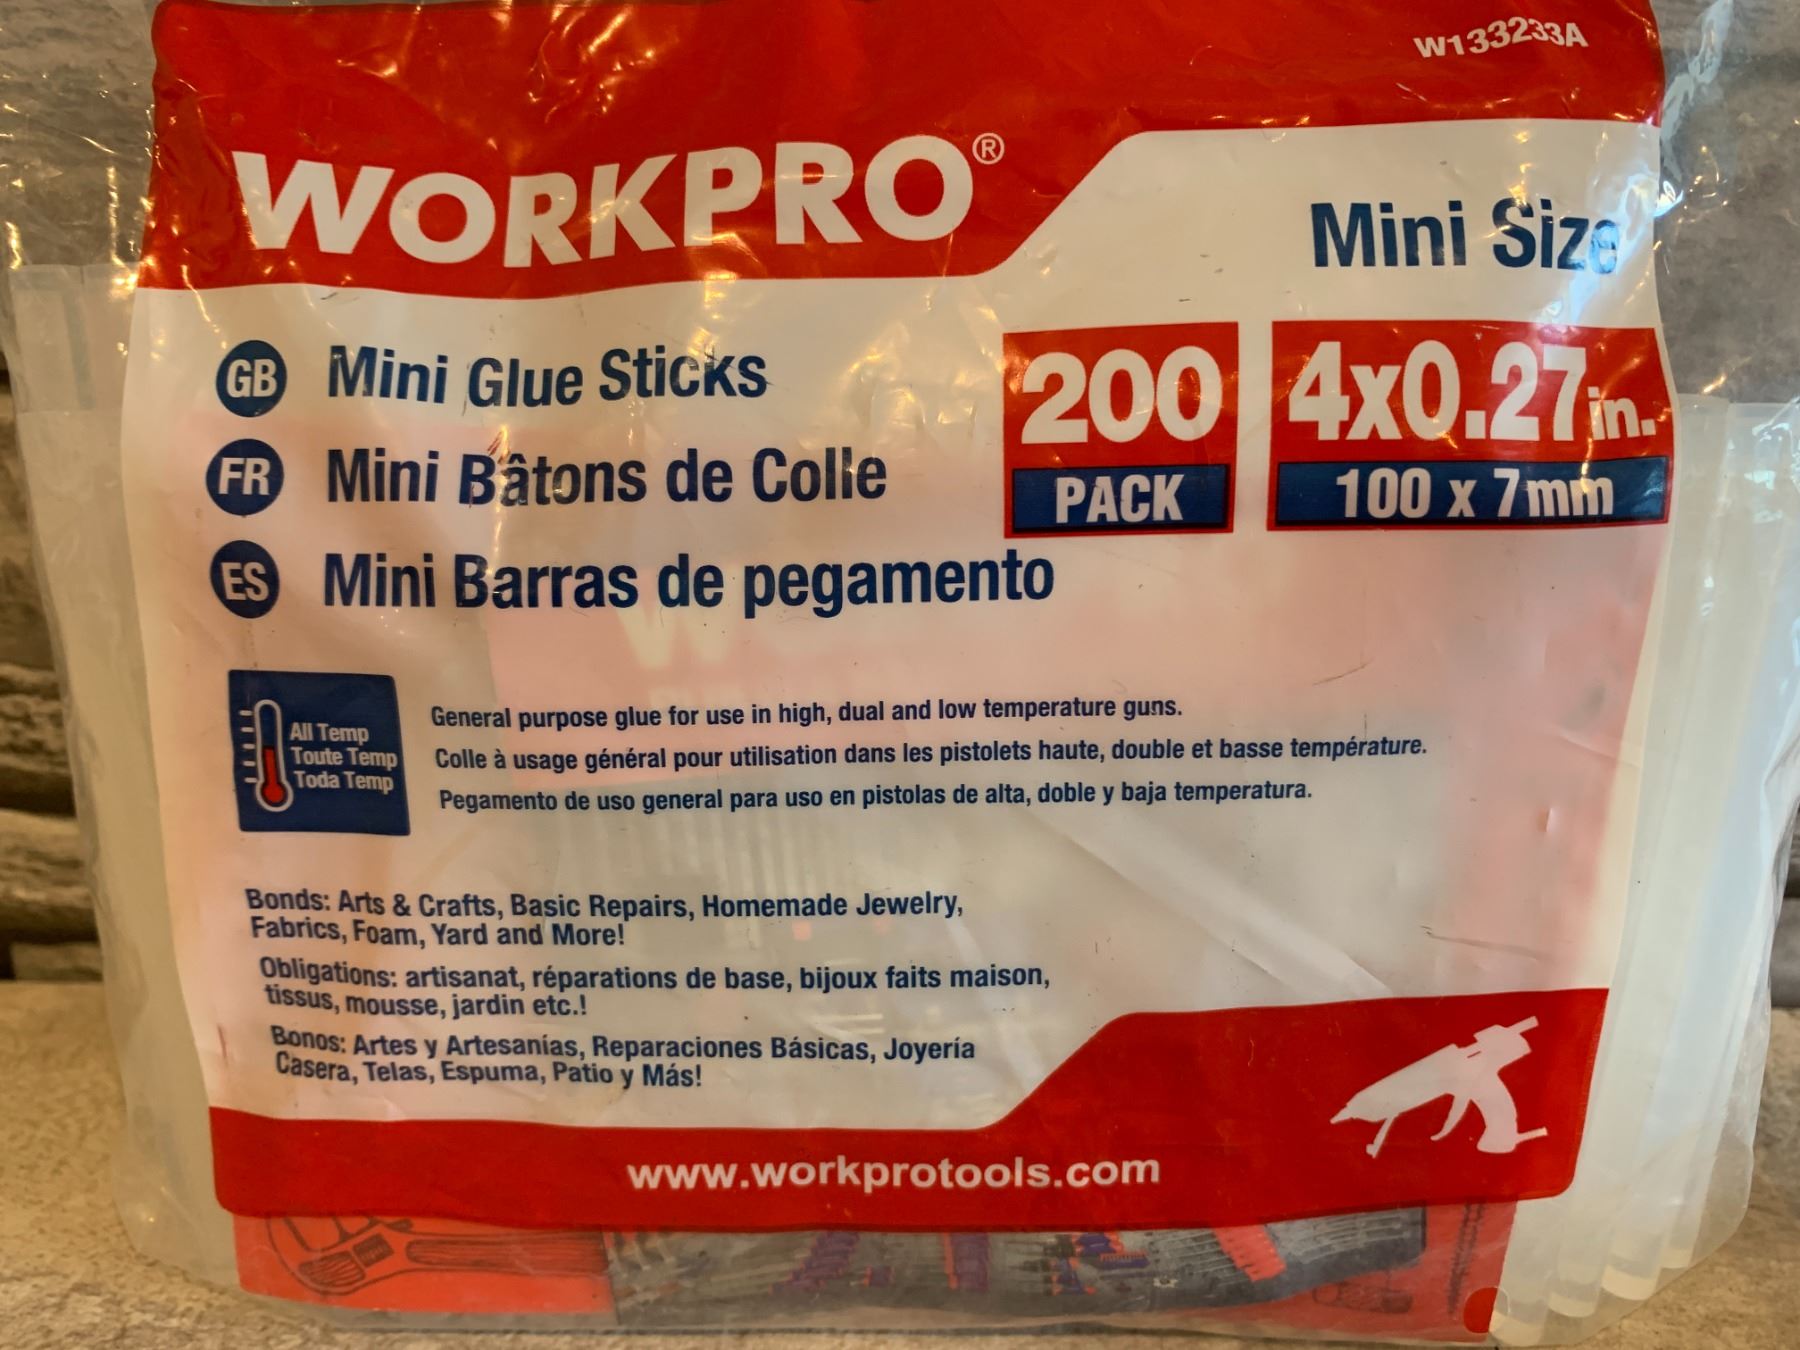 W133233A
WORKPRO®
Mini Size
GB Mini Glue Sticks
FR Mini Bâtons de Colle
ES Mini Barras de pegamento
200
PACK
4x0.27in.
100 x 7mm
All Temp
Toute Temp
Toda Temp
General purpose glue for use in high, dual and low temperature guns.
Colle à usage général pour utilisation dans les pistolets haute, double et basse température.
Pegamento de uso general para uso en pistolas de alta, doble y baja temperatura.
Bonds: Arts & Crafts, Basic Repairs, Homemade Jewelry,
Fabrics, Foam, Yard and More!
Obligations: artisanat, réparations de base, bijoux faits maison,
tissus, mousse, jardin etc.!
Bonos: Artes y Artesanías, Reparaciones Básicas, Joyería
Casera, Telas, Espuma, Patio y Más!
www.workprotools.com